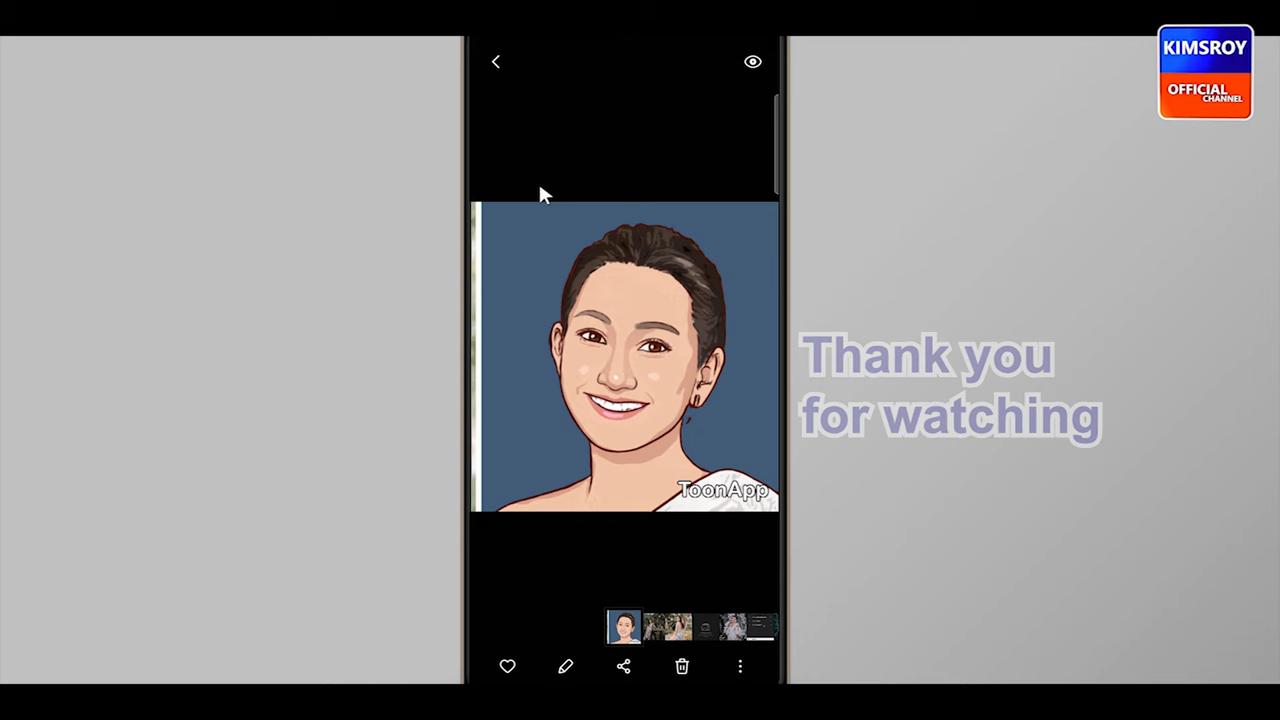 KIMSROY
OFFICIAL
CHANNEL
Thank you
for watching
ToonApp